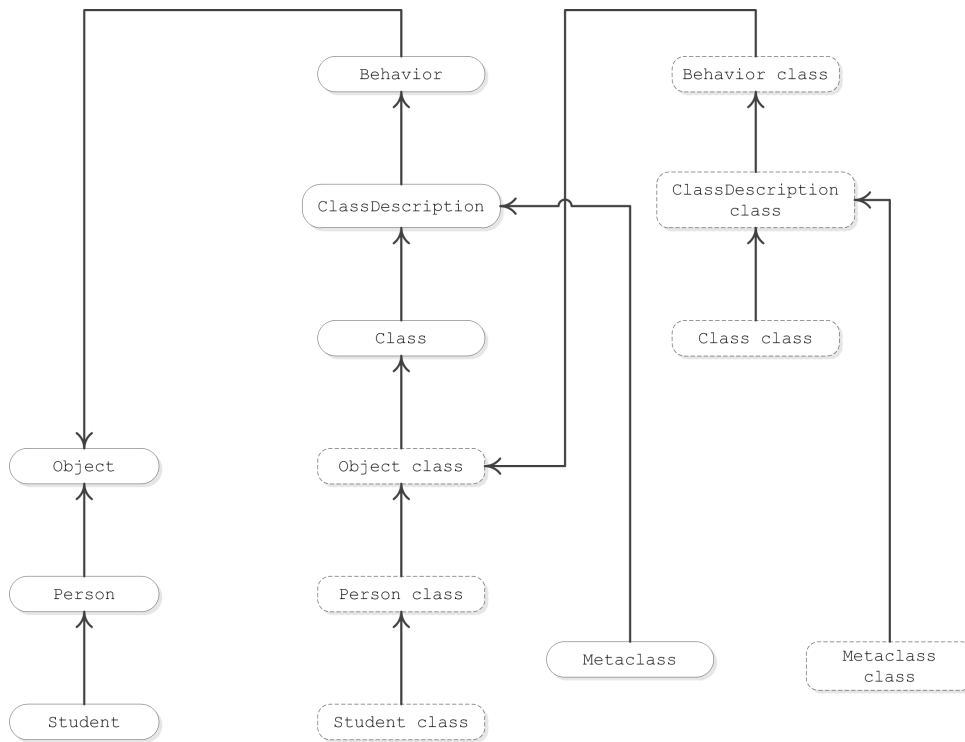 Behavior
Behavior class
ClassDescription
ClassDescription
class
Class
Class class
Object
Object class
Person
Person class
Metaclass
Metaclass
class
Student
Student class